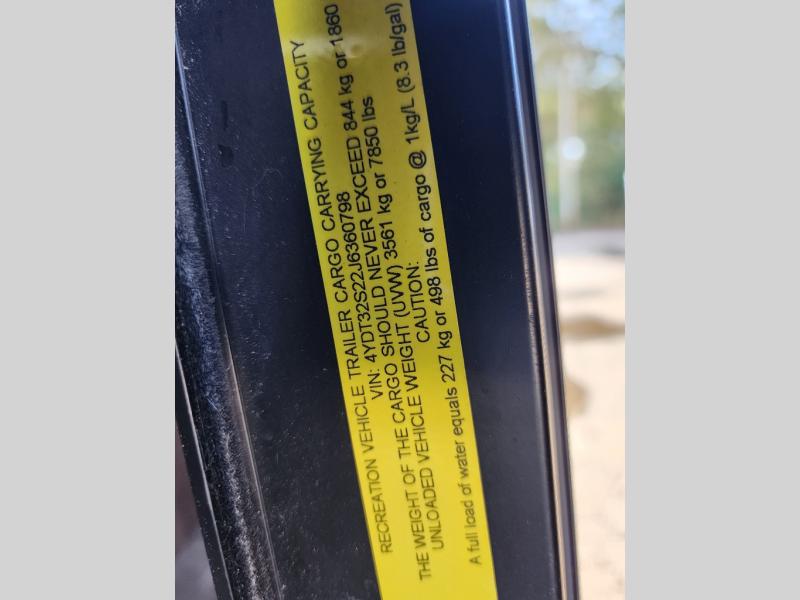 RECREATION VEHICLE TRAILER CARGO CARRYING CAPACITY
VIN: 4YDT32S22J6360798
THE WEIGHT OF THE CARGO SHOULD NEVER EXCEED 844 kg or 1860
UNLOADED VEHICLE WEIGHT (UVW) 3561 kg or 7850 lbs
CAUTION:
A full load of water equals 227 kg or 498 lbs of cargo @ 1kg/L (8.3 lb/gal)